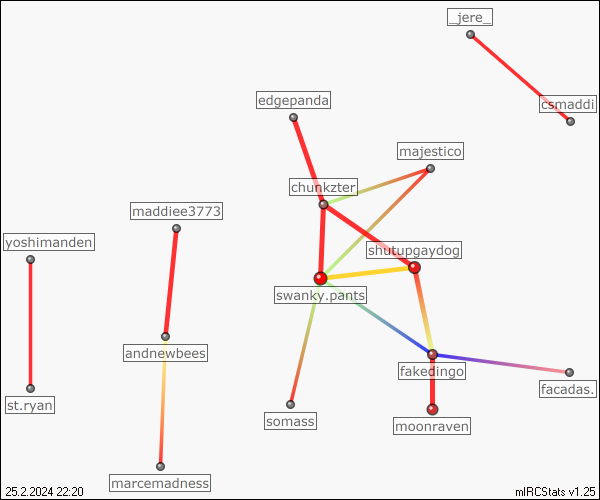 _jere_
edgepanda
csmaddi
majestico
chunkzter
maddiee3773
yoshimanden
shutupgaydog
swanky.pants
andnewbees
fakedingo
facadas.
st.ryan
somass
moonraven
marcemadness
25.2.2024 22:20
mIRCStats v1.25